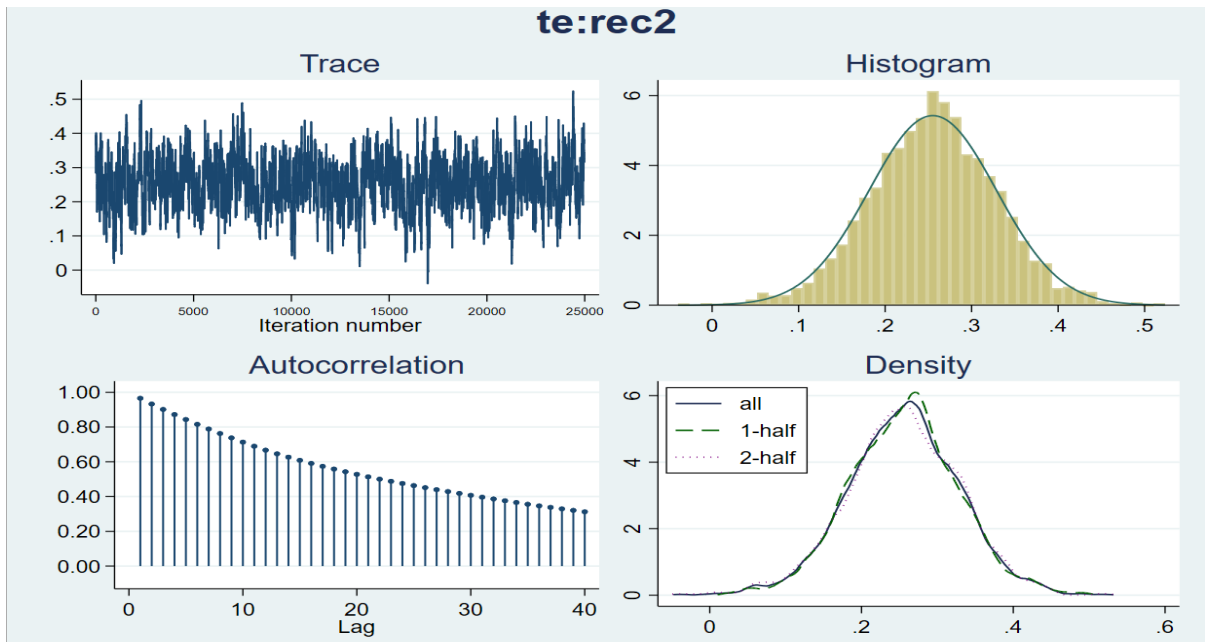 te:rec2
Trace
.5
.4
.3
.2
.1
0
0 5000 10000 15000 20000 25000
Iteration number
Histogram
6
4
2
0
0 .1 .2 .3 .4 .5
Autocorrelation
1.00
0.80
0.60
0.40
0.20
0.00
0 10 20 30 40
Lag
Density
all
1-half
2-half
6
4
2
0
0 .2 .4 .6